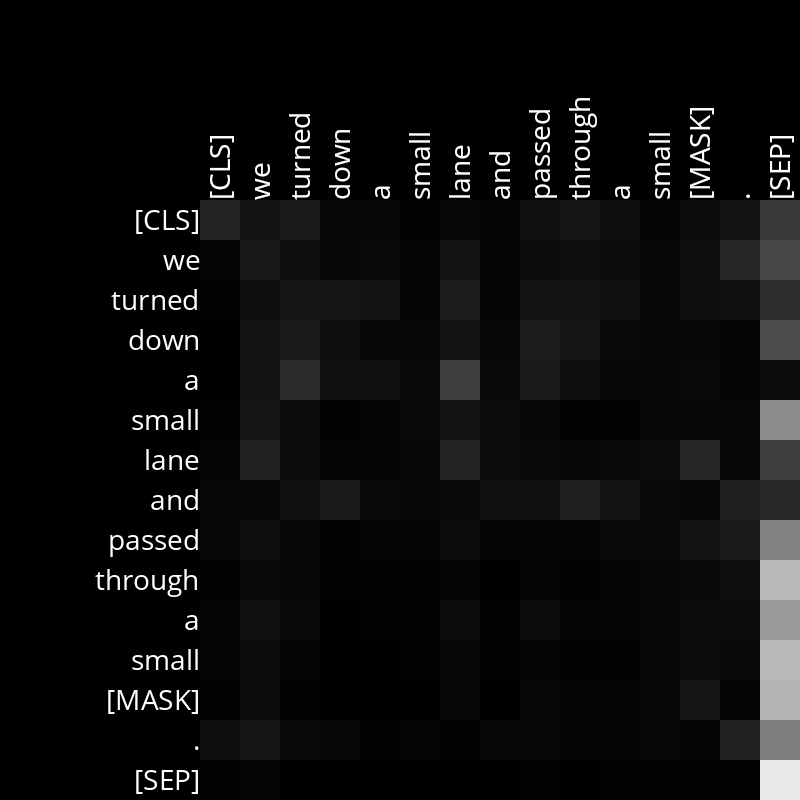 [CLS] we turned down a small lane and passed through a small [MASK] . [SEP]
[CLS]
we
turned
down
a
small
lane
and
passed
through
a
small
[MASK]
.
[SEP]